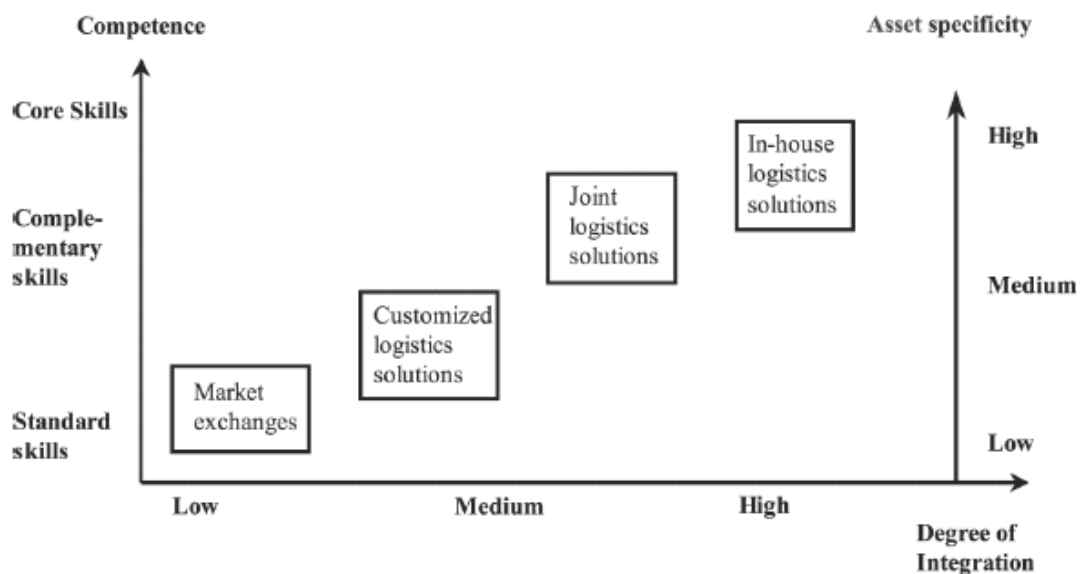 Competence
Asset specificity
Core Skills
High
In-house
logistics
solutions
Joint
logistics
solutions
Comple-
mentary
skills
Medium
Customized
logistics
solutions
Market
exchanges
Standard
skills
Low
Low
Medium
High
Degree of
Integration